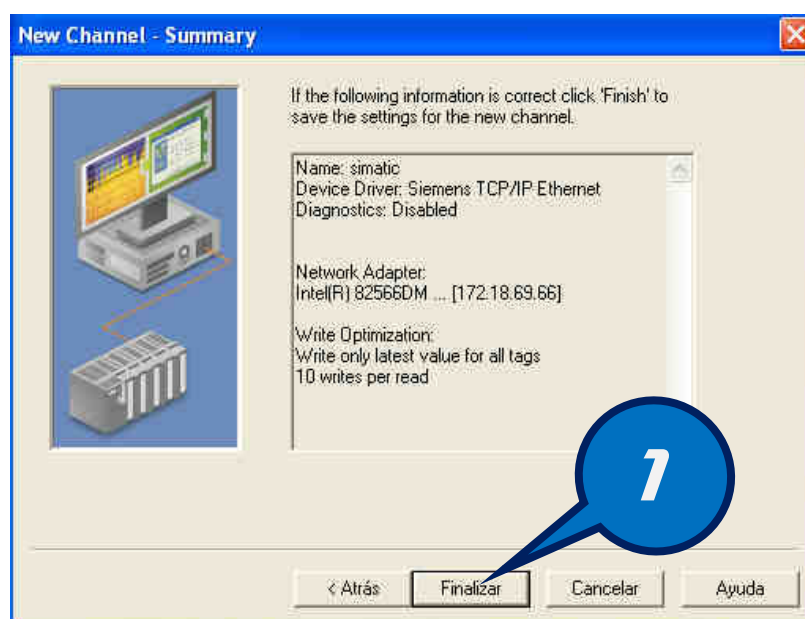 New Channel - Summary
If the following information is correct click 'Finish' to
save the settings for the new channel.
Name: simatic
Device Driver: Siemens TCP/IP Ethernet
Diagnostics: Disabled
Network Adapter:
Intel(R) 82566DM ... [172.18.69.66]
Write Optimization:
Write only latest value for all tags
10 writes per read
7
< Atrás
Finalizar
Cancelar
Ayuda